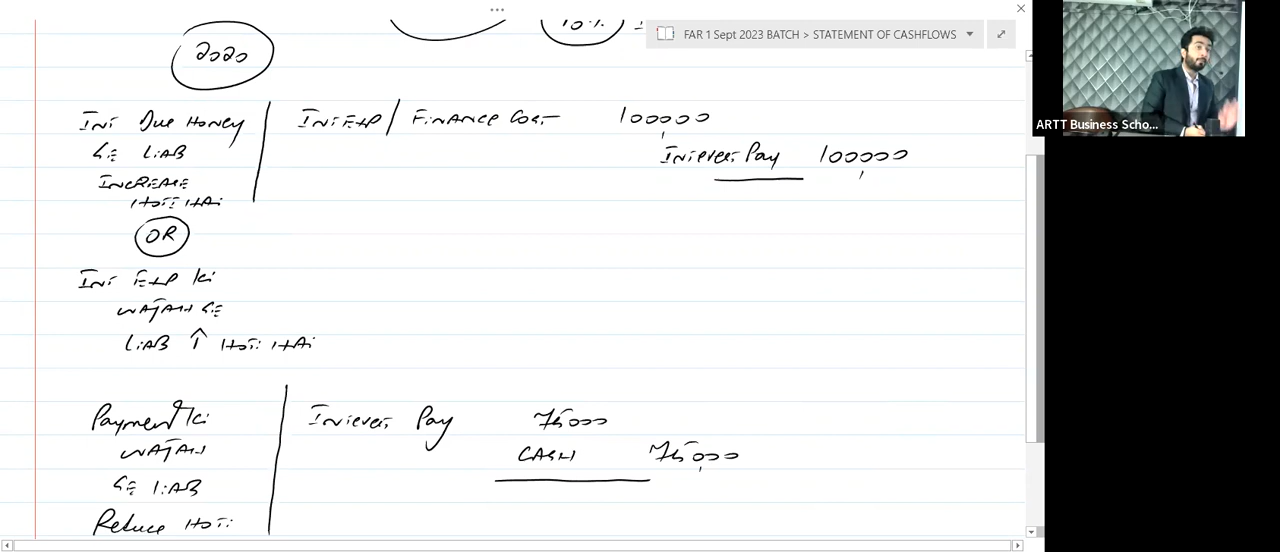 FAR 1 Sept 2023 BATCH > STATEMENT OF CASHFLOWS
ARTT Business Scho...
2020
10%
INT DUE HONEY
SE LIAB
INCREASE
HOTI HAI
INT EXP / FINANCE COST 100000
INTEREST PAY 100000
OR
INT EXP KI
WAJAH SE
LIAB ↑ HOTI HAI
PAYMENT KI
WAJAH
SE LIAB
REDUCE HOTI
INTEREST PAY 75000
CASH 75000